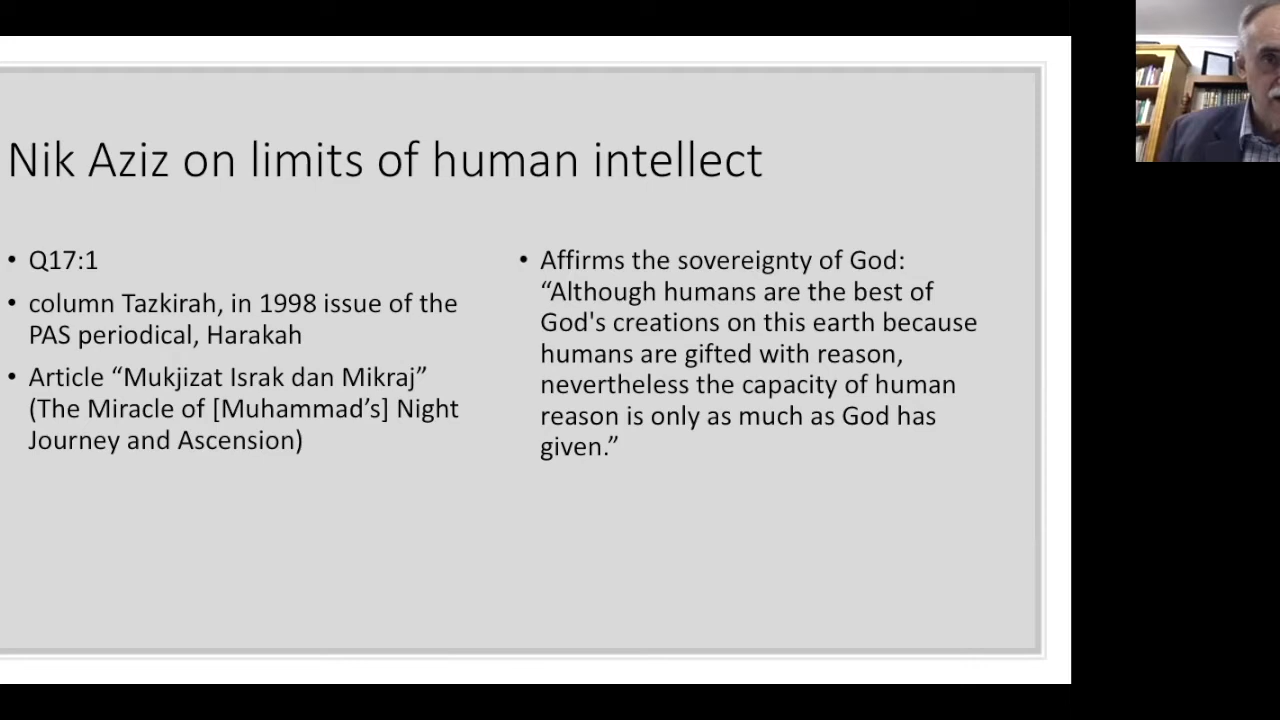 Nik Aziz on limits of human intellect
• Q17:1
• column Tazkirah, in 1998 issue of the
PAS periodical, Harakah
• Article “Mukjizat Israk dan Mikraj”
(The Miracle of [Muhammad’s] Night
Journey and Ascension)
• Affirms the sovereignty of God:
“Although humans are the best of
God's creations on this earth because
humans are gifted with reason,
nevertheless the capacity of human
reason is only as much as God has
given.”